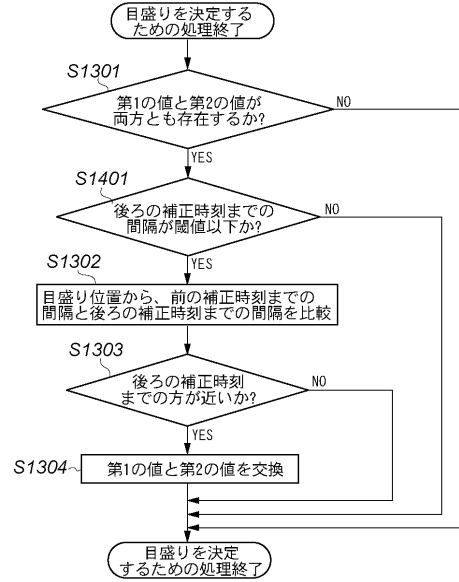 目盛りを決定する
ための処理終了
S1301
第1の値と第2の値が
両方とも存在するか?
NO
YES
S1401
後ろの補正時刻までの
間隔が閾値以下か?
NO
YES
S1302
目盛り位置から、前の補正時刻までの
間隔と後ろの補正時刻までの間隔を比較
S1303
後ろの補正時刻
までの方が近いか?
NO
YES
S1304
第1の値と第2の値を交換
目盛りを決定
するための処理終了